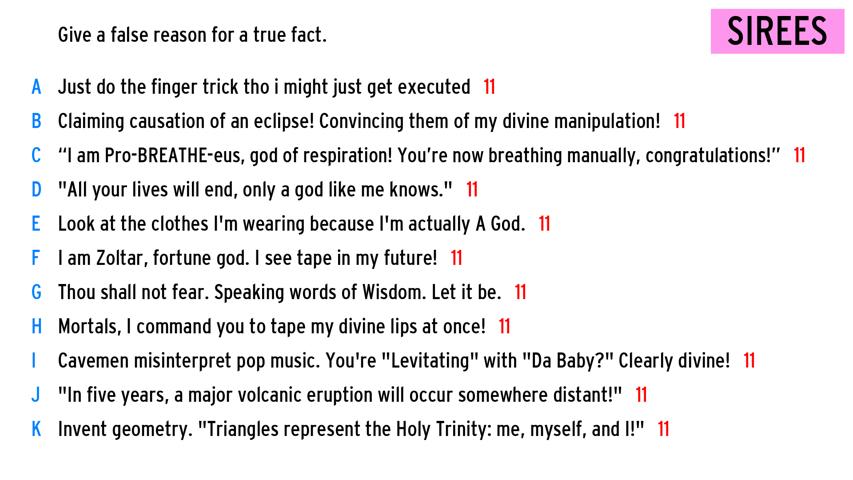 Give a false reason for a true fact.
SIREES
A Just do the finger trick tho i might just get executed 11
B Claiming causation of an eclipse! Convincing them of my divine manipulation! 11
C “I am Pro-BREATHE-eus, god of respiration! You’re now breathing manually, congratulations!” 11
D "All your lives will end, only a god like me knows." 11
E Look at the clothes I'm wearing because I'm actually A God. 11
F I am Zoltar, fortune god. I see tape in my future! 11
G Thou shall not fear. Speaking words of Wisdom. Let it be. 11
H Mortals, I command you to tape my divine lips at once! 11
I Cavemen misinterpret pop music. You're "Levitating" with "Da Baby?" Clearly divine! 11
J "In five years, a major volcanic eruption will occur somewhere distant!" 11
K Invent geometry. "Triangles represent the Holy Trinity: me, myself, and I!" 11